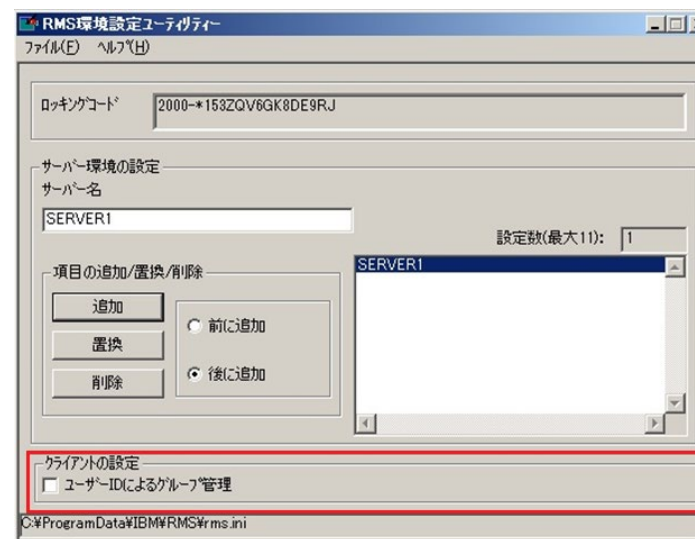 RMS環境設定ユーティリティー
ファイル(F) ヘルプ(H)
ロッキングコード 2000-*153ZQV6GK8DE9RJ
サーバー環境の設定
サーバー名
SERVER1
設定数(最大11): 1
項目の追加/置換/削除
SERVER1
追加
前に追加
置換
後に追加
削除
クライアントの設定
ユーザーIDによるグループ管理
C:¥ProgramData¥IBM¥RMS¥rms.ini